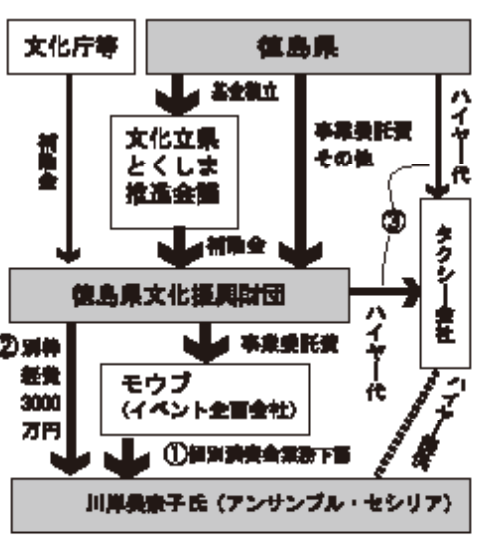 文化庁等
徳島県
基金積立
補助金
文化立県
とくしま
推進会議
事業委託費
その他
ハイヤー代
③
補助金
タクシー会社
徳島県文化振興財団
ハイヤー代
②別枠
経費
3000
万円
事業委託費
モウブ
(イベント企画会社)
①個別演奏会業務下請
ハイヤー
川岸美奈子氏(アンサンブル・セシリア)